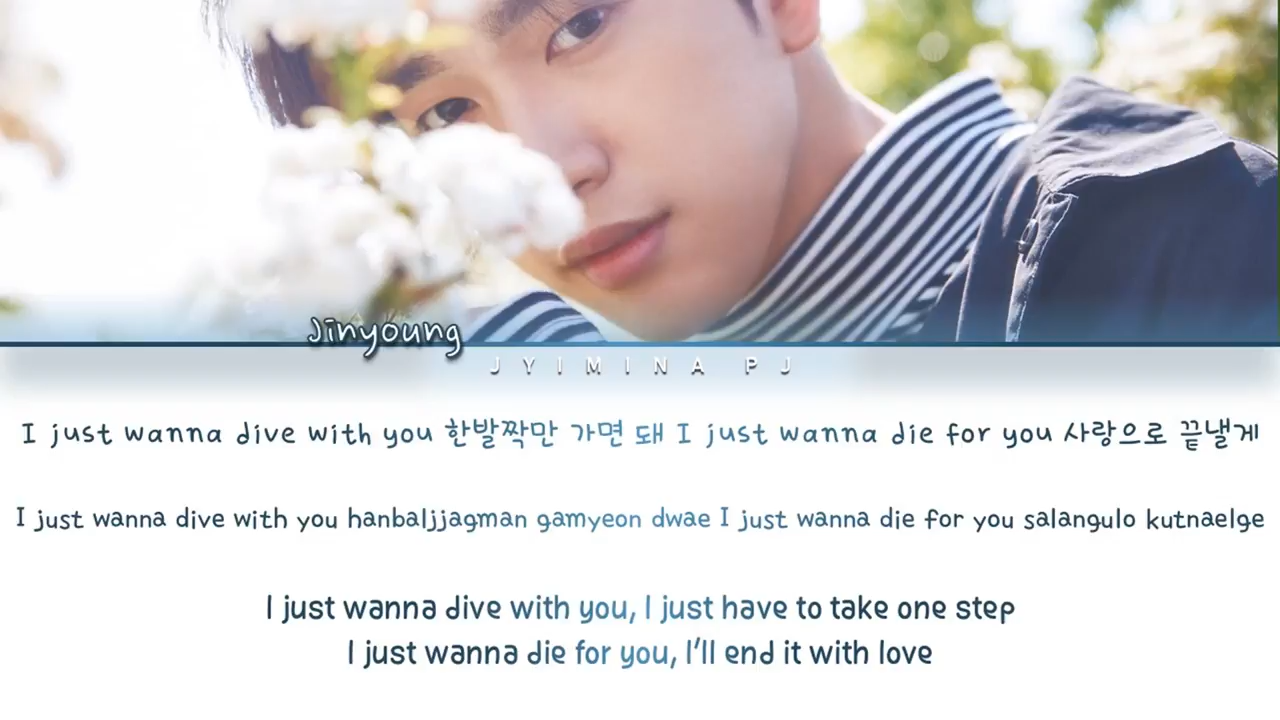 Jinyoung
JYIMINA PJ
I just wanna dive with you 한발짝만 가면 돼 I just wanna die for you 사랑으로 끝낼게
I just wanna dive with you hanbaljjagman gamyeon dwae I just wanna die for you salangulo kutnaelge
I just wanna dive with you, I just have to take one step
I just wanna die for you, I'll end it with love